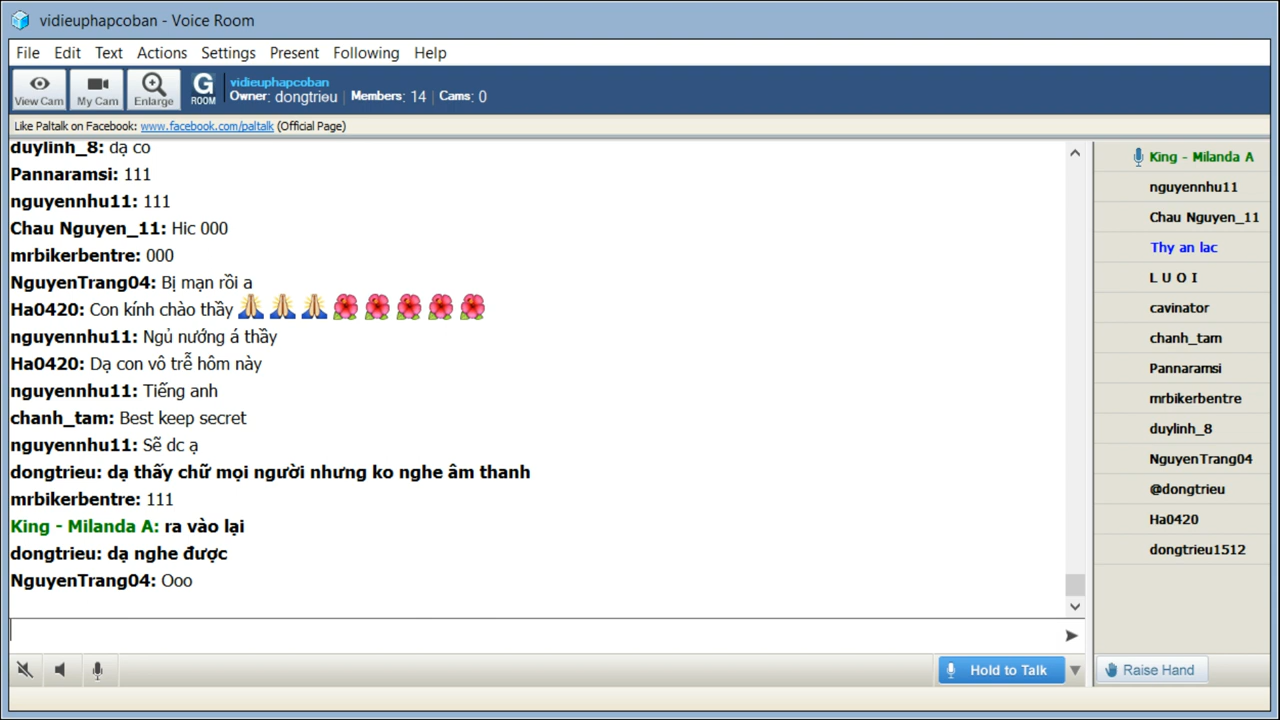 vidieuphapcoban - Voice Room
File Edit Text Actions Settings Present Following Help
View Cam My Cam Enlarge G ROOM
vidieuphapcoban
Owner: dongtrieu | Members: 14 | Cams: 0
Like Paltalk on Facebook: www.facebook.com/paltalk (Official Page)
duylinh_8: dạ co
Pannaramsi: 111
nguyennhu11: 111
Chau Nguyen_11: Hic 000
mrbikerbentre: 000
NguyenTrang04: Bị mạn rồi a
Ha0420: Con kính chào thầy 🙏🙏🙏🌺🌺🌺🌺🌺
nguyennhu11: Ngủ nướng á thầy
Ha0420: Dạ con vô trễ hôm này
nguyennhu11: Tiếng anh
chanh_tam: Best keep secret
nguyennhu11: Sẽ dc ạ
dongtrieu: dạ thấy chữ mọi người nhưng ko nghe âm thanh
mrbikerbentre: 111
King - Milanda A: ra vào lại
dongtrieu: dạ nghe được
NguyenTrang04: Ooo
King - Milanda A
nguyennhu11
Chau Nguyen_11
Thy an lac
L U O I
cavinator
chanh_tam
Pannaramsi
mrbikerbentre
duylinh_8
NguyenTrang04
@dongtrieu
Ha0420
dongtrieu1512
Hold to Talk
Raise Hand